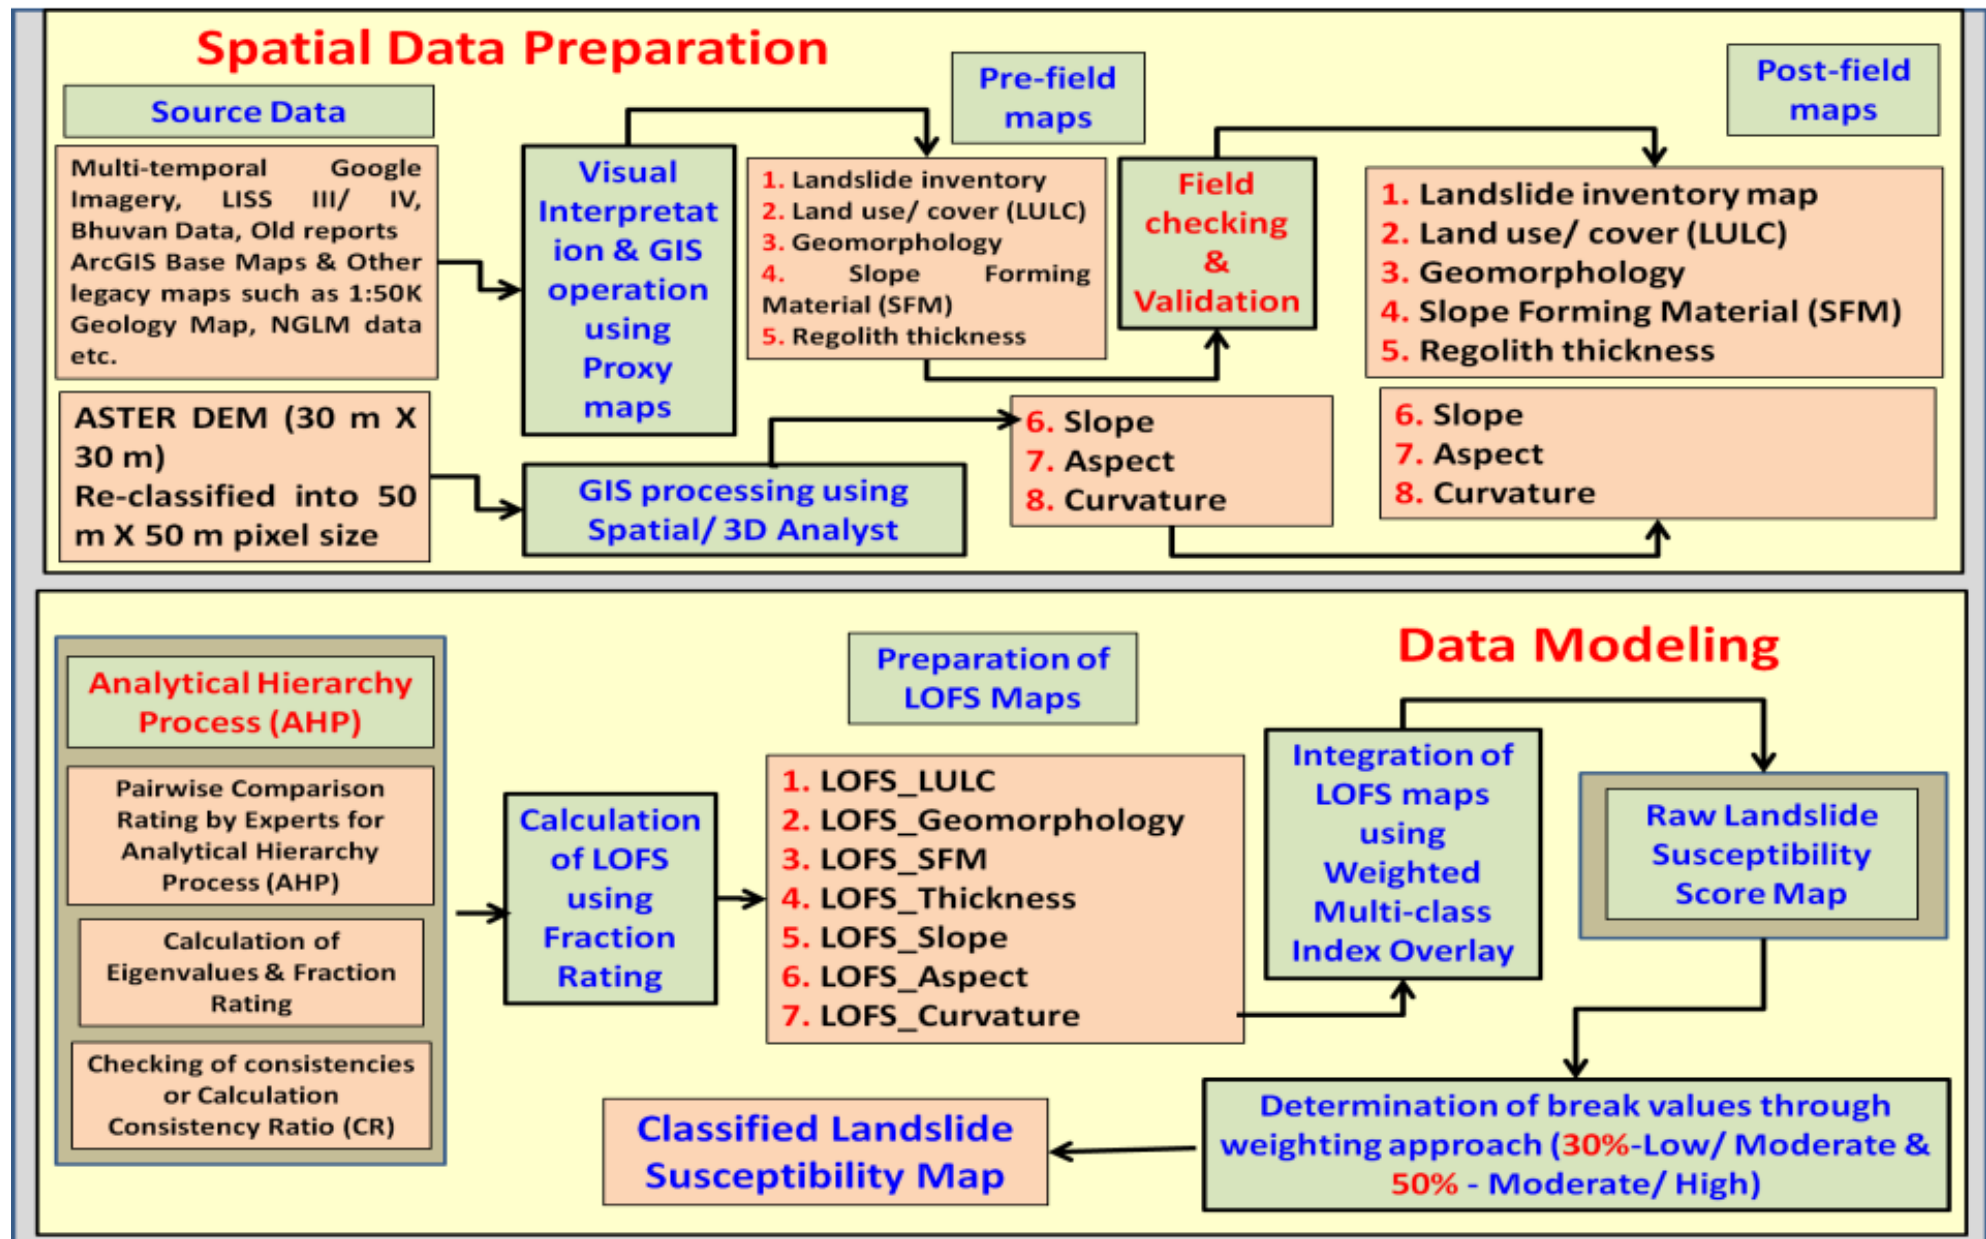 Spatial Data Preparation
Source Data
Multi-temporal Google
Imagery, LISS III/ IV,
Bhuvan Data, Old reports
ArcGIS Base Maps & Other
legacy maps such as 1:50K
Geology Map, NGLM data
etc.
ASTER DEM (30 m X
30 m)
Re-classified into 50
m X 50 m pixel size
Visual
Interpretat
ion & GIS
operation
using
Proxy
maps
GIS processing using
Spatial/ 3D Analyst
Pre-field
maps
1. Landslide inventory
2. Land use/ cover (LULC)
3. Geomorphology
4. Slope Forming
Material (SFM)
5. Regolith thickness
6. Slope
7. Aspect
8. Curvature
Field
checking
&
Validation
Post-field
maps
1. Landslide inventory map
2. Land use/ cover (LULC)
3. Geomorphology
4. Slope Forming Material (SFM)
5. Regolith thickness
6. Slope
7. Aspect
8. Curvature
Data Modeling
Analytical Hierarchy
Process (AHP)
Pairwise Comparison
Rating by Experts for
Analytical Hierarchy
Process (AHP)
Calculation of
Eigenvalues & Fraction
Rating
Checking of consistencies
or Calculation
Consistency Ratio (CR)
Calculation
of LOFS
using
Fraction
Rating
Preparation of
LOFS Maps
1. LOFS_LULC
2. LOFS_Geomorphology
3. LOFS_SFM
4. LOFS_Thickness
5. LOFS_Slope
6. LOFS_Aspect
7. LOFS_Curvature
Integration of
LOFS maps
using
Weighted
Multi-class
Index Overlay
Raw Landslide
Susceptibility
Score Map
Determination of break values through
weighting approach (30%-Low/ Moderate &
50% - Moderate/ High)
Classified Landslide
Susceptibility Map